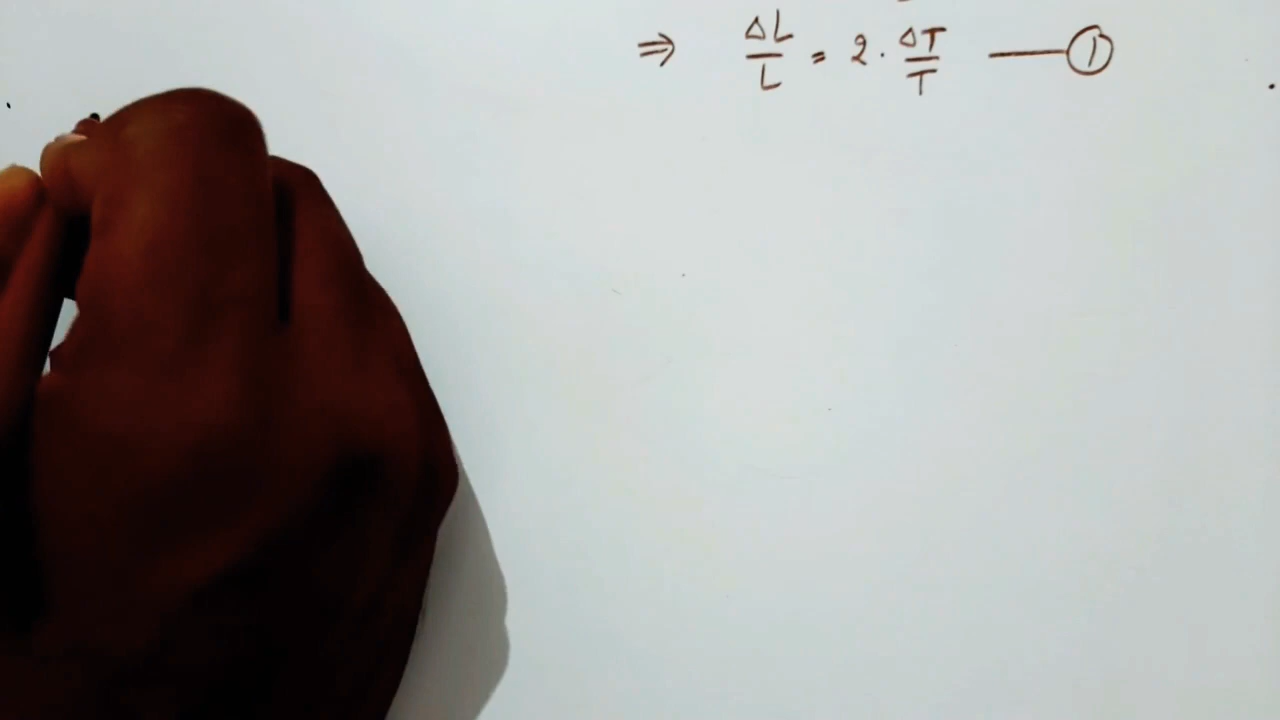 ⇒ ΔL/L = 2 · ΔT/T —— ①